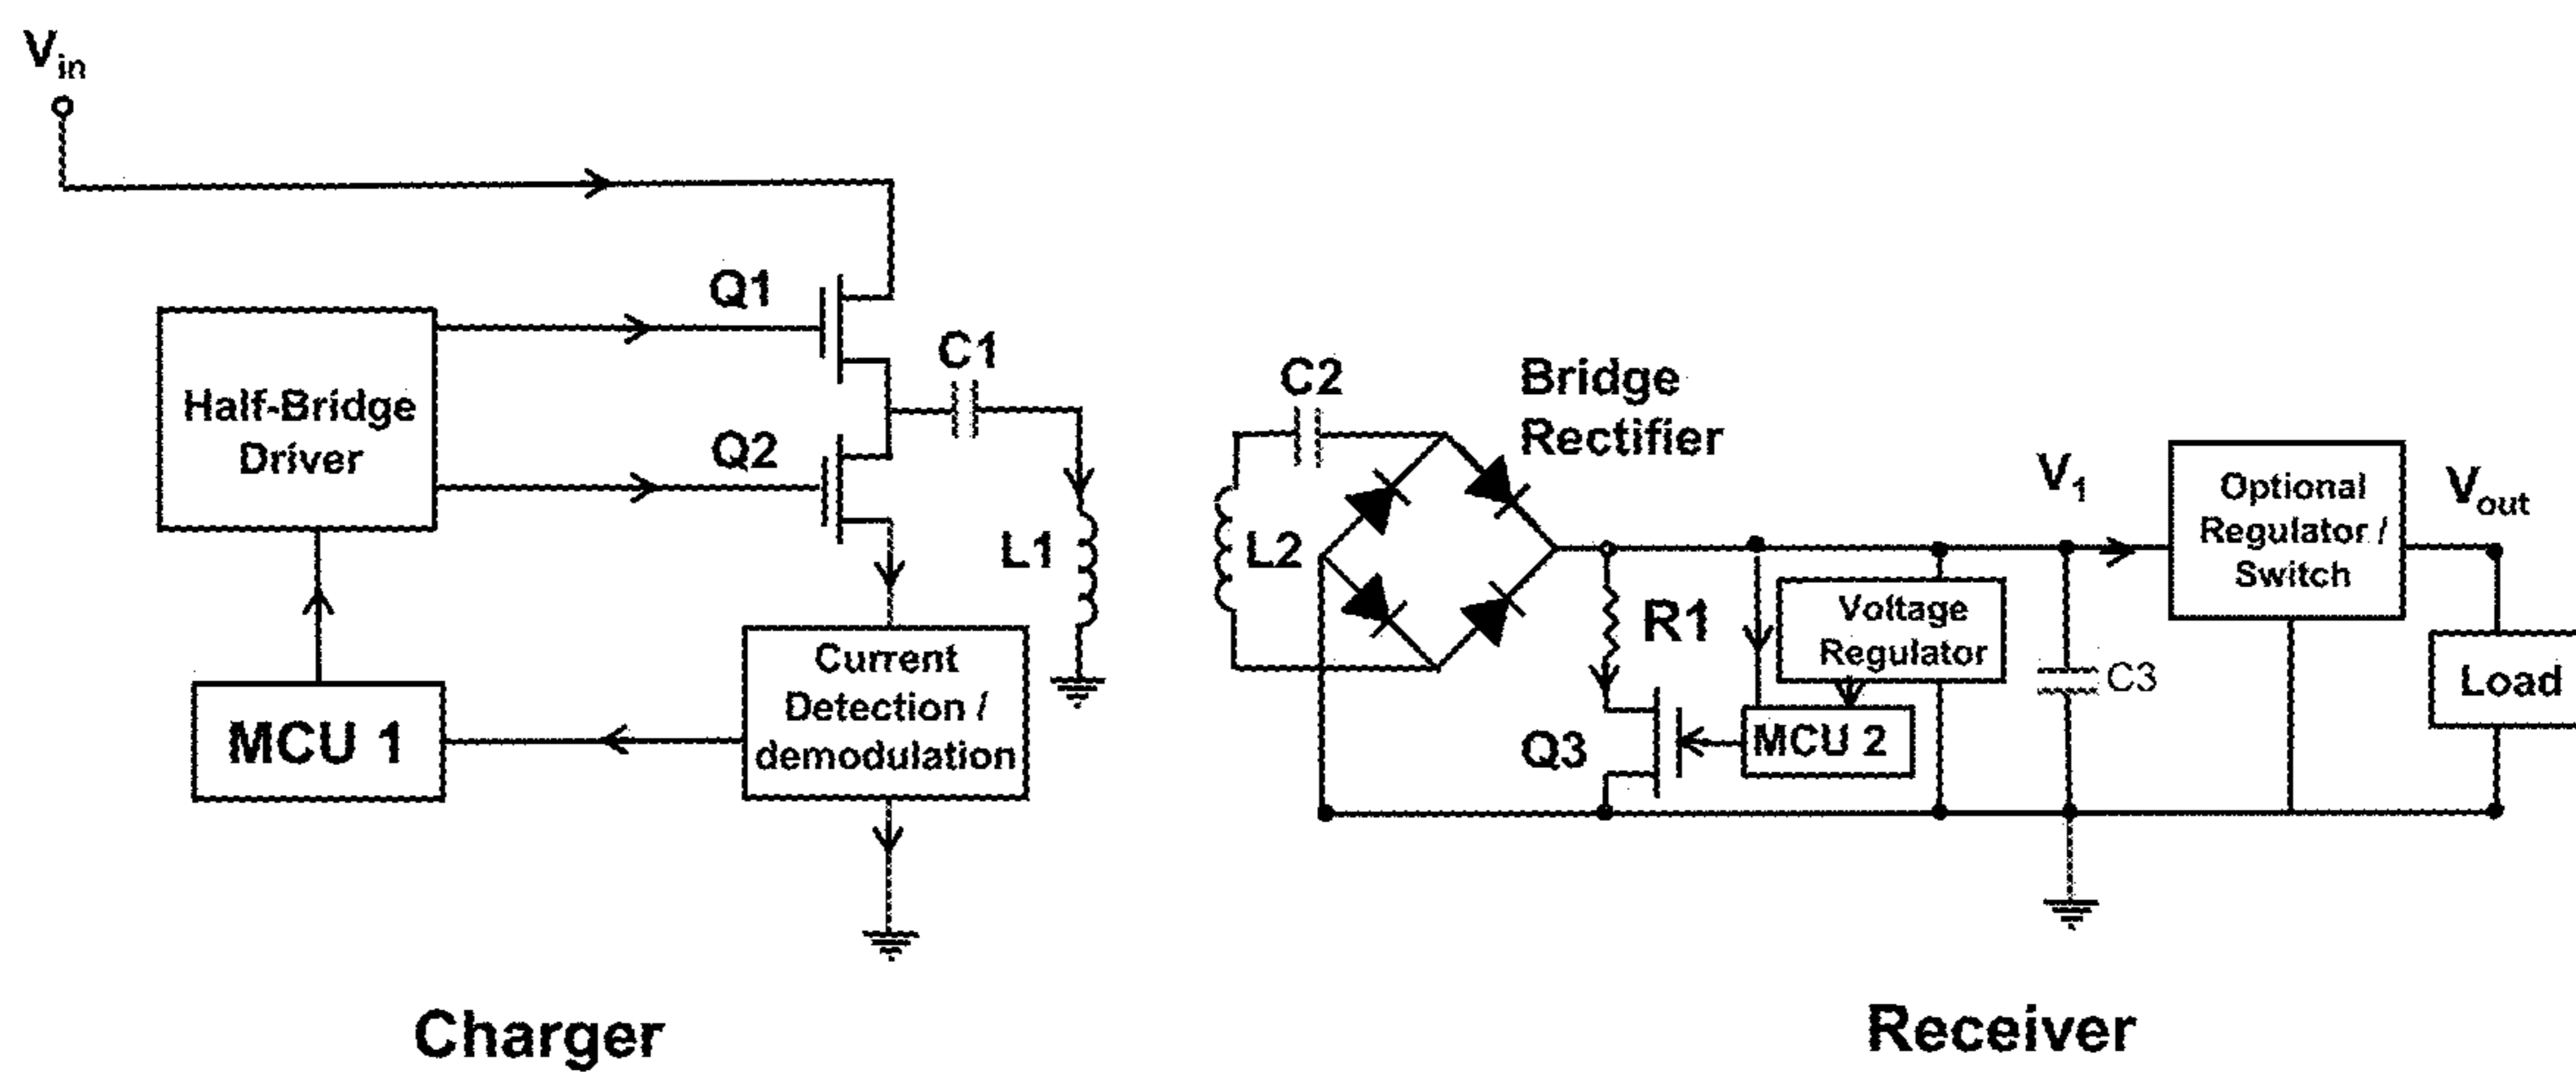 Vin
Q1
Half-Bridge
Driver
Q2
C1
L1
MCU 1
Current
Detection /
demodulation
Charger
C2
Bridge
Rectifier
L2
R1
Q3
Voltage
Regulator
MCU 2
V1
C3
Optional
Regulator /
Switch
Vout
Load
Receiver